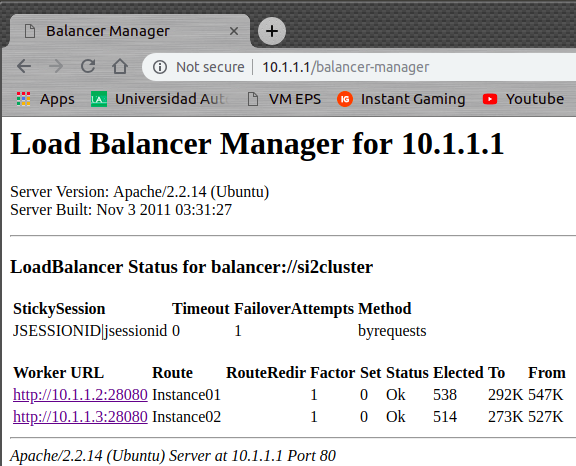 Balancer Manager
Not secure | 10.1.1.1/balancer-manager
Apps Universidad Aut VM EPS Instant Gaming Youtube
Load Balancer Manager for 10.1.1.1
Server Version: Apache/2.2.14 (Ubuntu)
Server Built: Nov 3 2011 03:31:27
LoadBalancer Status for balancer://si2cluster
StickySession Timeout FailoverAttempts Method
JSESSIONID|jsessionid 0 1 byrequests
Worker URL Route RouteRedir Factor Set Status Elected To From
http://10.1.1.2:28080 Instance01 1 0 Ok 538 292K 547K
http://10.1.1.3:28080 Instance02 1 0 Ok 514 273K 527K
Apache/2.2.14 (Ubuntu) Server at 10.1.1.1 Port 80